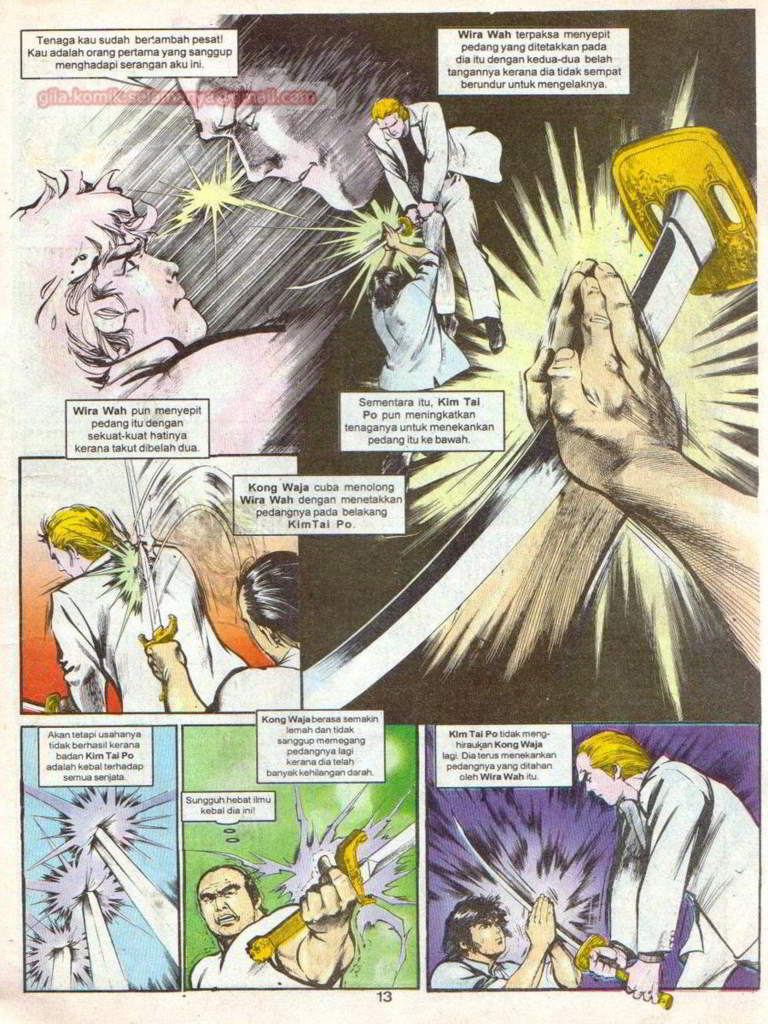 Tenaga kau sudah bertambah pesat!
Kau adalah orang pertama yang sanggup
menghadapi serangan aku ini.
gila.komik.selamanya@gmail.com
Wira Wah terpaksa menyepit
pedang yang ditetakkan pada
dia itu dengan kedua-dua belah
tangannya kerana dia tidak sempat
berundur untuk mengelaknya.
Wira Wah pun menyepit
pedang itu dengan
sekuat-kuat hatinya
kerana takut dibelah dua.
Sementara itu, Kim Tai
Po pun meningkatkan
tenaganya untuk menekankan
pedang itu ke bawah.
Kong Waja cuba menolong
Wira Wah dengan menetakkan
pedangnya pada belakang
KimTai Po.
Akan tetapi usahanya
tidak berhasil kerana
badan Kim Tai Po
adalah kebal terhadap
semua senjata.
Kong Waja berasa semakin
lemah dan tidak
sanggup memegang
pedangnya lagi
kerana dia telah
banyak kehilangan darah.
Sungguh hebat ilmu
kebal dia ini!
Kim Tai Po tidak meng-
hiraukan Kong Waja
lagi. Dia terus menekankan
pedangnya yang ditahan
oleh Wira Wah itu.
13